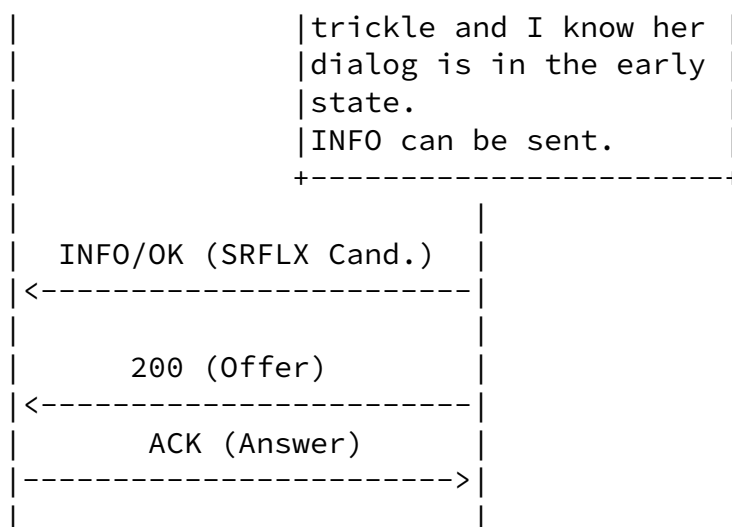 |                |trickle and I know her |
|                |dialog is in the early |
|                |state.                 |
|                |INFO can be sent.      |
|                +-----------------------+
|                          |
|  INFO/OK (SRFLX Cand.)   |
|<------------------------|
|                          |
|      200 (Offer)         |
|<------------------------|
|       ACK (Answer)       |
|------------------------>|
|                          |